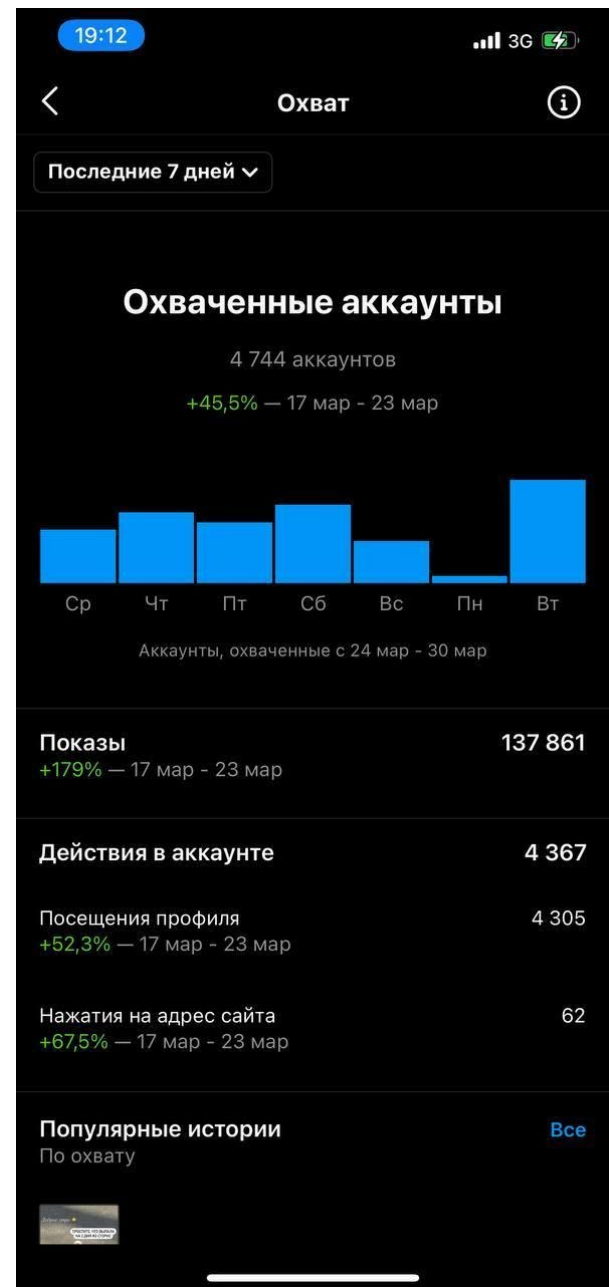 19:12
3G
Охват
Последние 7 дней
Охваченные аккаунты
4 744 аккаунтов
+45,5% — 17 мар - 23 мар
Ср Чт Пт Сб Вс Пн Вт
Аккаунты, охваченные с 24 мар - 30 мар
Показы 137 861
+179% — 17 мар - 23 мар
Действия в аккаунте 4 367
Посещения профиля 4 305
+52,3% — 17 мар - 23 мар
Нажатия на адрес сайта 62
+67,5% — 17 мар - 23 мар
Популярные истории Все
По охвату